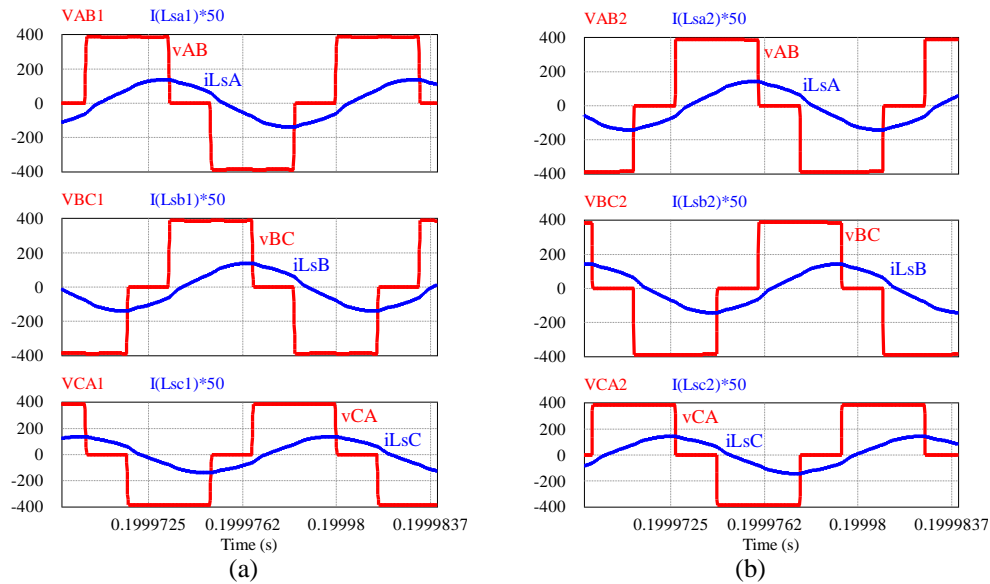 VAB1 I(Lsa1)*50
400
200
0
-200
-400
vAB
iLsA
VBC1 I(Lsb1)*50
400
200
0
-200
-400
vBC
iLsB
VCA1 I(Lsc1)*50
400
200
0
-200
-400
vCA
iLsC
0.1999725 0.1999762 0.19998 0.1999837
Time (s)
(a)
VAB2 I(Lsa2)*50
400
200
0
-200
-400
vAB
iLsA
VBC2 I(Lsb2)*50
400
200
0
-200
-400
vBC
iLsB
VCA2 I(Lsc2)*50
400
200
0
-200
-400
vCA
iLsC
0.1999725 0.1999762 0.19998 0.1999837
Time (s)
(b)